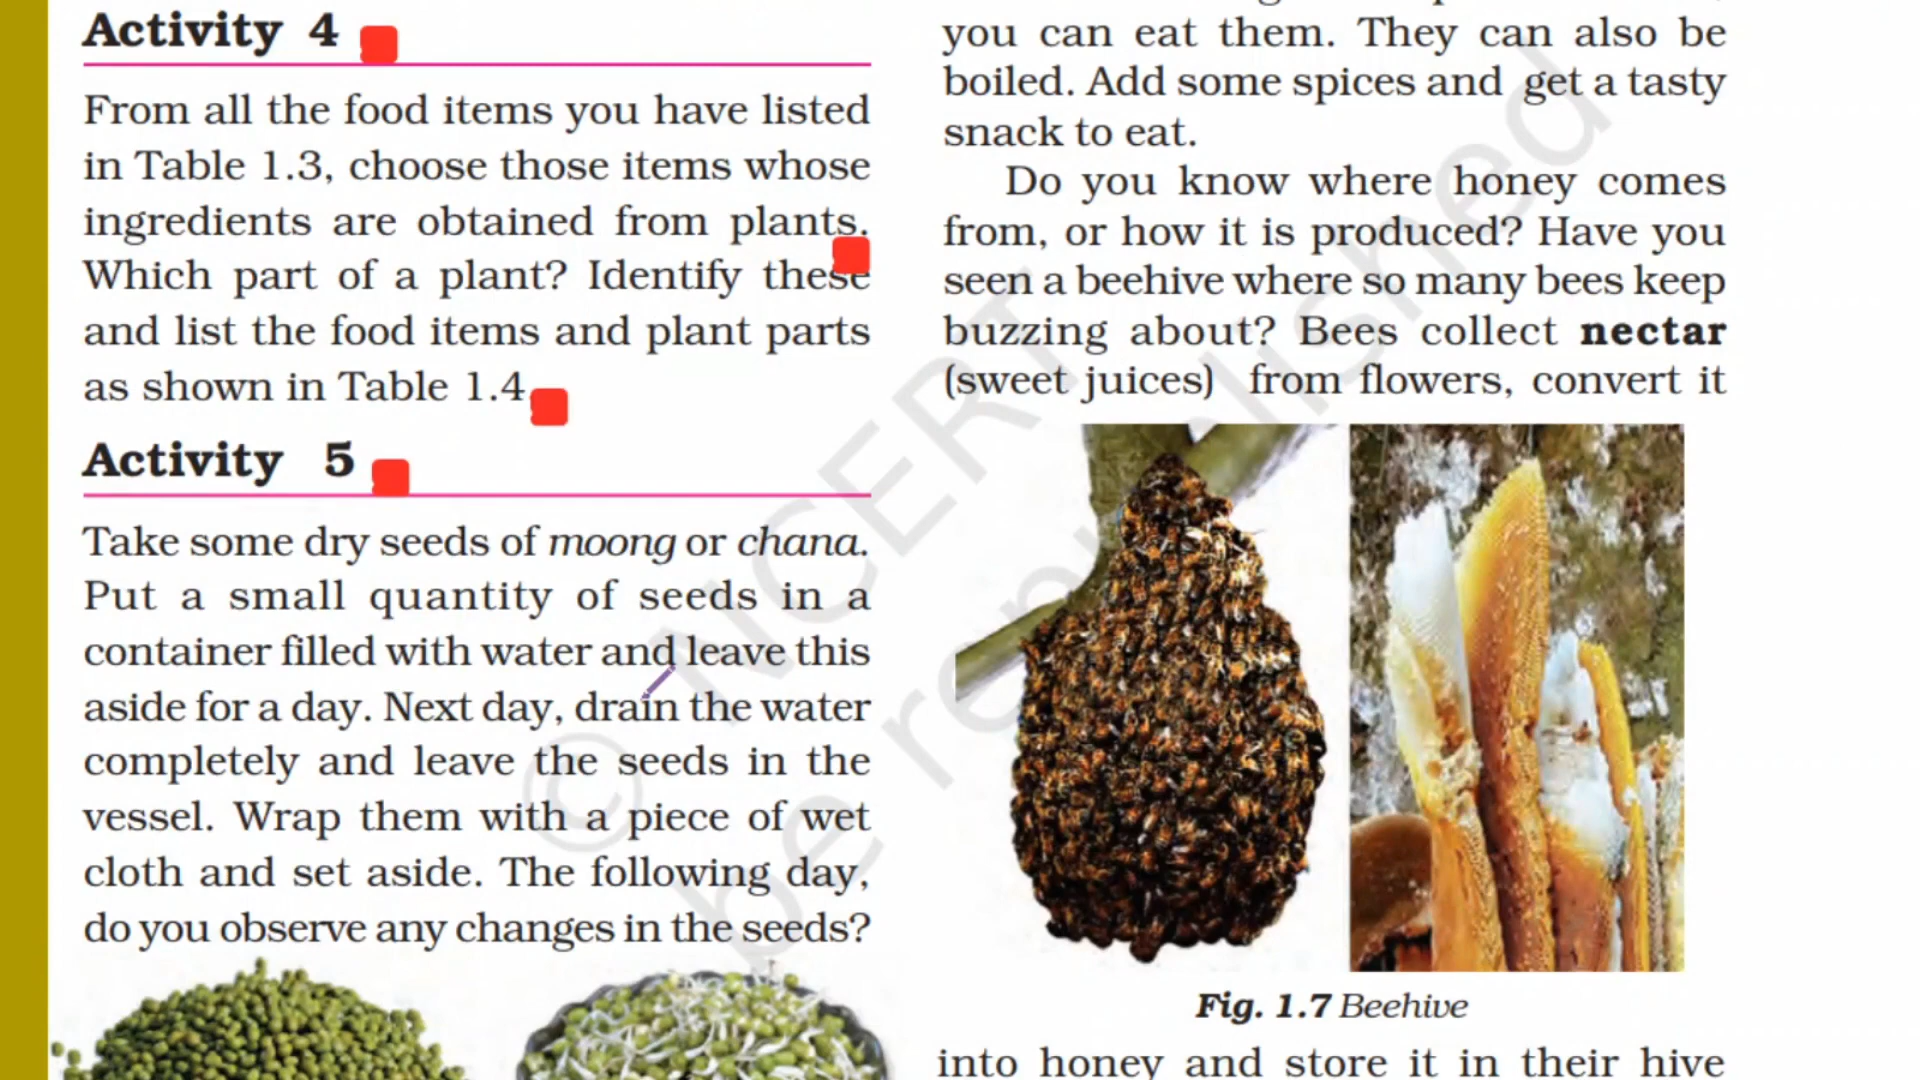 Activity 4
From all the food items you have listed
in Table 1.3, choose those items whose
ingredients are obtained from plants.
Which part of a plant? Identify these
and list the food items and plant parts
as shown in Table 1.4
Activity 5
Take some dry seeds of moong or chana.
Put a small quantity of seeds in a
container filled with water and leave this
aside for a day. Next day, drain the water
completely and leave the seeds in the
vessel. Wrap them with a piece of wet
cloth and set aside. The following day,
do you observe any changes in the seeds?
you can eat them. They can also be
boiled. Add some spices and get a tasty
snack to eat.
Do you know where honey comes
from, or how it is produced? Have you
seen a beehive where so many bees keep
buzzing about? Bees collect nectar
(sweet juices) from flowers, convert it
Fig. 1.7 Beehive
into honey and store it in their hive
© NCERT
be